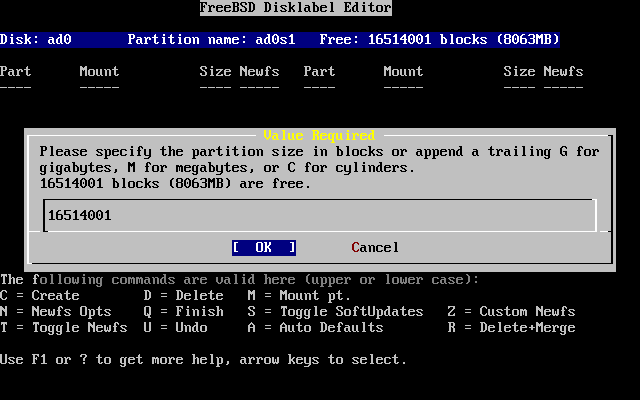 FreeBSD Disklabel Editor
Disk: ad0 Partition name: ad0s1 Free: 16514001 blocks (8063MB)
Part Mount Size Newfs Part Mount Size Newfs
---- ----- ---- ----- ---- ----- ---- -----
Value Required
Please specify the partition size in blocks or append a trailing G for
gigabytes, M for megabytes, or C for cylinders.
16514001 blocks (8063MB) are free.
16514001
[ OK ] Cancel
The following commands are valid here (upper or lower case):
C = Create D = Delete M = Mount pt.
N = Newfs Opts Q = Finish S = Toggle SoftUpdates Z = Custom Newfs
T = Toggle Newfs U = Undo A = Auto Defaults R = Delete+Merge
Use F1 or ? to get more help, arrow keys to select.